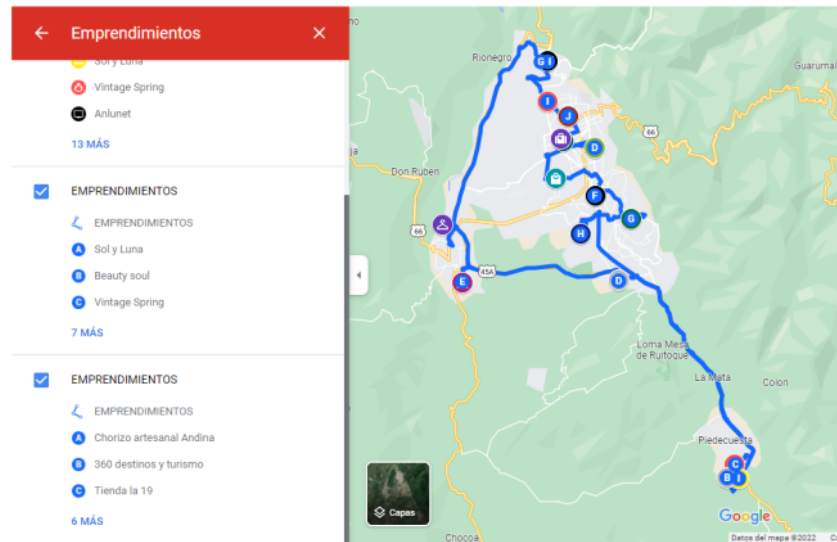 Emprendimientos
Sol y Luna
Vintage Spring
Anlunet
13 MÁS
EMPRENDIMIENTOS
EMPRENDIMIENTOS
A Sol y Luna
B Beauty soul
C Vintage Spring
7 MÁS
EMPRENDIMIENTOS
EMPRENDIMIENTOS
A Chorizo artesanal Andina
B 360 destinos y turismo
C Tienda la 19
6 MÁS
Rionegro
G I
Guarumal
I
J
66
D
Don Ruben
F
66
G
H
45A
E
D
Loma Mesa
de Ruitoque
La Mata
Colon
Piedecuesta
C
B I
Capas
Google
Chocoa
Datos del mapa ©2022